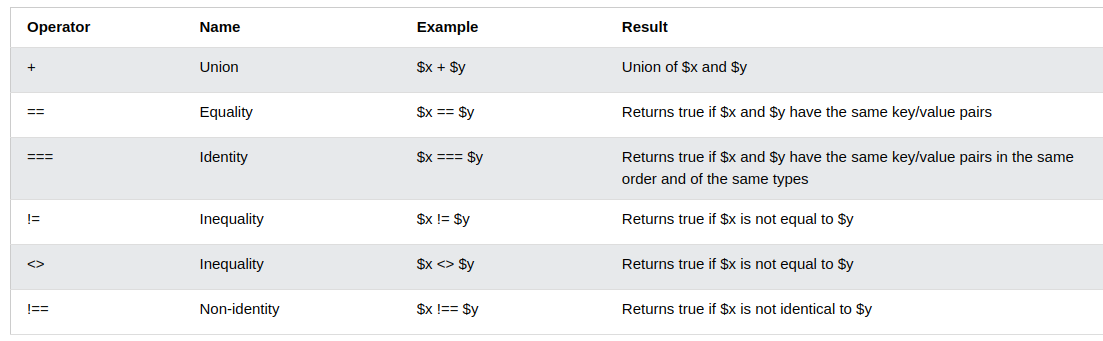 Operator Name Example Result
+ Union $x + $y Union of $x and $y
== Equality $x == $y Returns true if $x and $y have the same key/value pairs
=== Identity $x === $y Returns true if $x and $y have the same key/value pairs in the same
order and of the same types
!= Inequality $x != $y Returns true if $x is not equal to $y
<> Inequality $x <> $y Returns true if $x is not equal to $y
!== Non-identity $x !== $y Returns true if $x is not identical to $y